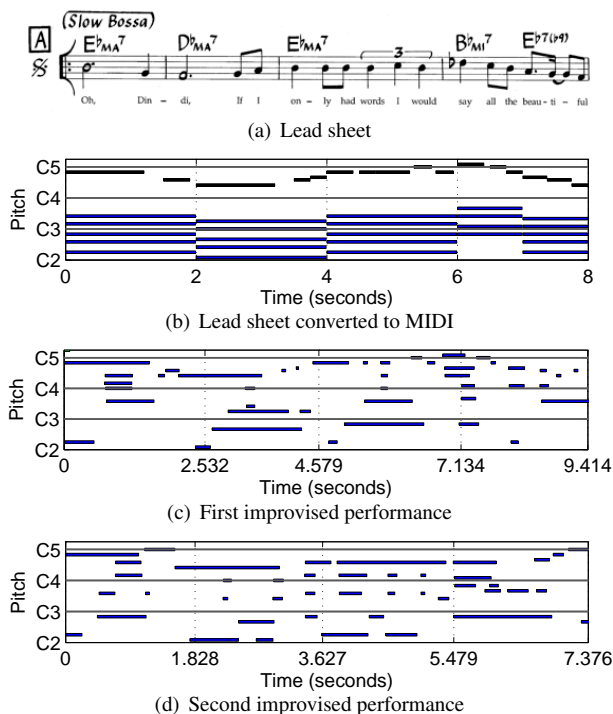 (Slow Bossa)
A E♭MA7 D♭MA7 E♭MA7 B♭MI7 E♭7(♭9)
3
Oh, Din - di, If I on - ly had words I would say all the beau - ti - ful
(a) Lead sheet
Pitch
C5
C4
C3
C2
0 2 4 6 8
Time (seconds)
(b) Lead sheet converted to MIDI
Pitch
C5
C4
C3
C2
0 2.532 4.579 7.134 9.414
Time (seconds)
(c) First improvised performance
Pitch
C5
C4
C3
C2
0 1.828 3.627 5.479 7.376
Time (seconds)
(d) Second improvised performance